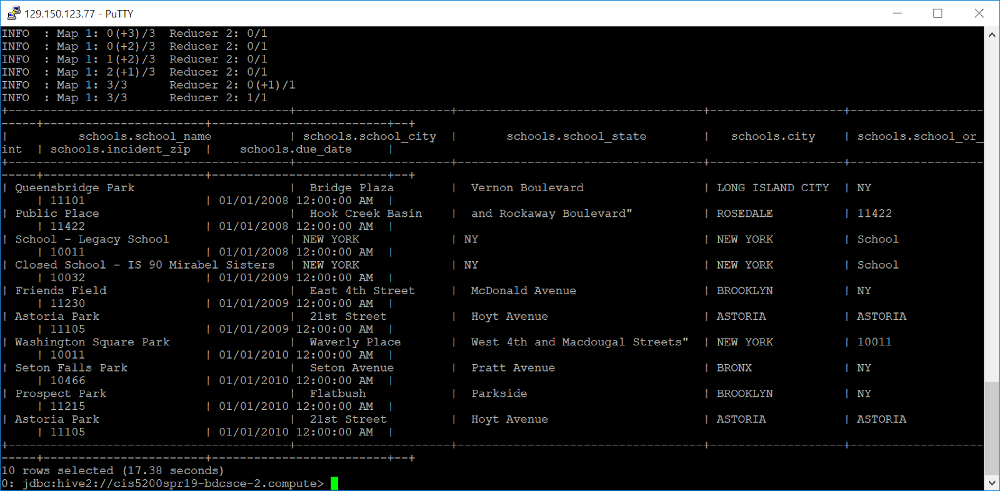 129.150.123.77 - PuTTY
INFO  : Map 1: 0(+3)/3  Reducer 2: 0/1
INFO  : Map 1: 0(+2)/3  Reducer 2: 0/1
INFO  : Map 1: 1(+2)/3  Reducer 2: 0/1
INFO  : Map 1: 2(+1)/3  Reducer 2: 0/1
INFO  : Map 1: 3/3      Reducer 2: 0(+1)/1
INFO  : Map 1: 3/3      Reducer 2: 1/1
+----------------------------------------+----------------------+-----------------------------------+-------------------+-------------------
-----+-----------------------+-------------------------+--+
|          schools.school_name           | schools.school_city  |       schools.school_state        |   schools.city    | schools.school_or_
int  | schools.incident_zip  |    schools.due_date     |
+----------------------------------------+----------------------+-----------------------------------+-------------------+-------------------
-----+-----------------------+-------------------------+--+
| Queensbridge Park                      |  Bridge Plaza        |  Vernon Boulevard                 | LONG ISLAND CITY  | NY
     | 11101                 | 01/01/2008 12:00:00 AM  |
| Public Place                           |  Hook Creek Basin    |  and Rockaway Boulevard"          | ROSEDALE          | 11422
     | 11422                 | 01/01/2008 12:00:00 AM  |
| School - Legacy School                 | NEW YORK             | NY                                | NEW YORK          | School
     | 10011                 | 01/01/2008 12:00:00 AM  |
| Closed School - IS 90 Mirabel Sisters  | NEW YORK             | NY                                | NEW YORK          | School
     | 10032                 | 01/01/2009 12:00:00 AM  |
| Friends Field                          |  East 4th Street     |  McDonald Avenue                  | BROOKLYN          | NY
     | 11230                 | 01/01/2009 12:00:00 AM  |
| Astoria Park                           |  21st Street         |  Hoyt Avenue                      | ASTORIA           | ASTORIA
     | 11105                 | 01/01/2009 12:00:00 AM  |
| Washington Square Park                 |  Waverly Place       |  West 4th and Macdougal Streets"  | NEW YORK          | 10011
     | 10011                 | 01/01/2010 12:00:00 AM  |
| Seton Falls Park                       |  Seton Avenue        |  Pratt Avenue                     | BRONX             | NY
     | 10466                 | 01/01/2010 12:00:00 AM  |
| Prospect Park                          |  Flatbush            |  Parkside                         | BROOKLYN          | NY
     | 11215                 | 01/01/2010 12:00:00 AM  |
| Astoria Park                           |  21st Street         |  Hoyt Avenue                      | ASTORIA           | ASTORIA
     | 11105                 | 01/01/2010 12:00:00 AM  |
+----------------------------------------+----------------------+-----------------------------------+-------------------+-------------------
-----+-----------------------+-------------------------+--+
10 rows selected (17.38 seconds)
0: jdbc:hive2://cis5200spr19-bdcsce-2.compute>